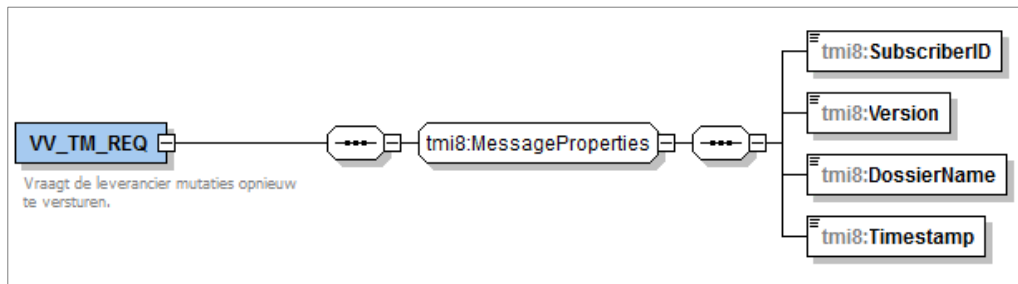 tmi8:SubscriberID
tmi8:Version
VV_TM_REQ
tmi8:MessageProperties
Vraagt de leverancier mutaties opnieuw
te versturen.
tmi8:DossierName
tmi8:Timestamp